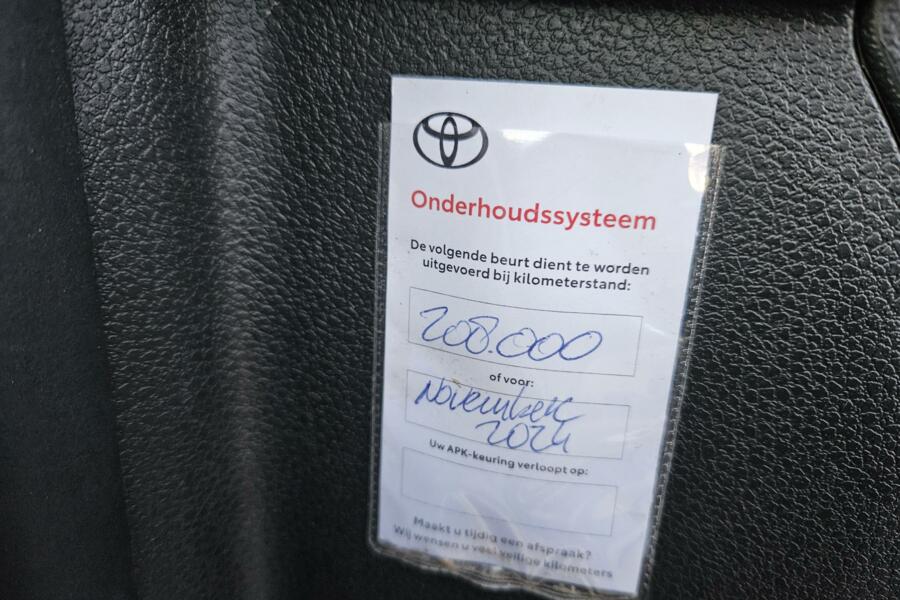 Onderhoudssysteem
De volgende beurt dient te worden
uitgevoerd bij kilometerstand:
208.000
of voor:
November
2024
Uw APK-keuring verloopt op:
Maakt u tijdig een afspraak?
Wij wensen u veel veilige kilometers